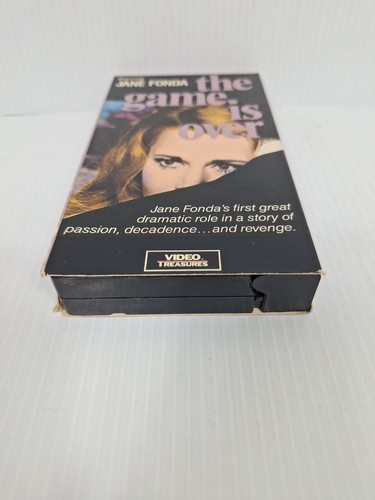 JANE FONDA
the
game is
over
Jane Fonda's first great
dramatic role in a story of
passion, decadence...and revenge.
VIDEO
TREASURES